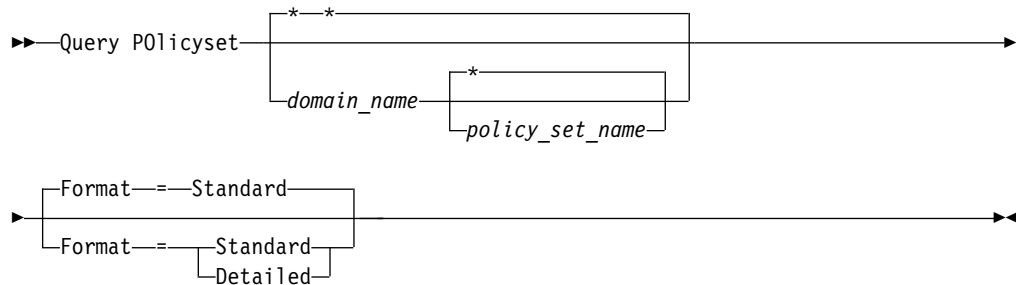 * *
Query POlicyset
*
domain_name
policy_set_name
Format = Standard
Format = Standard
Detailed